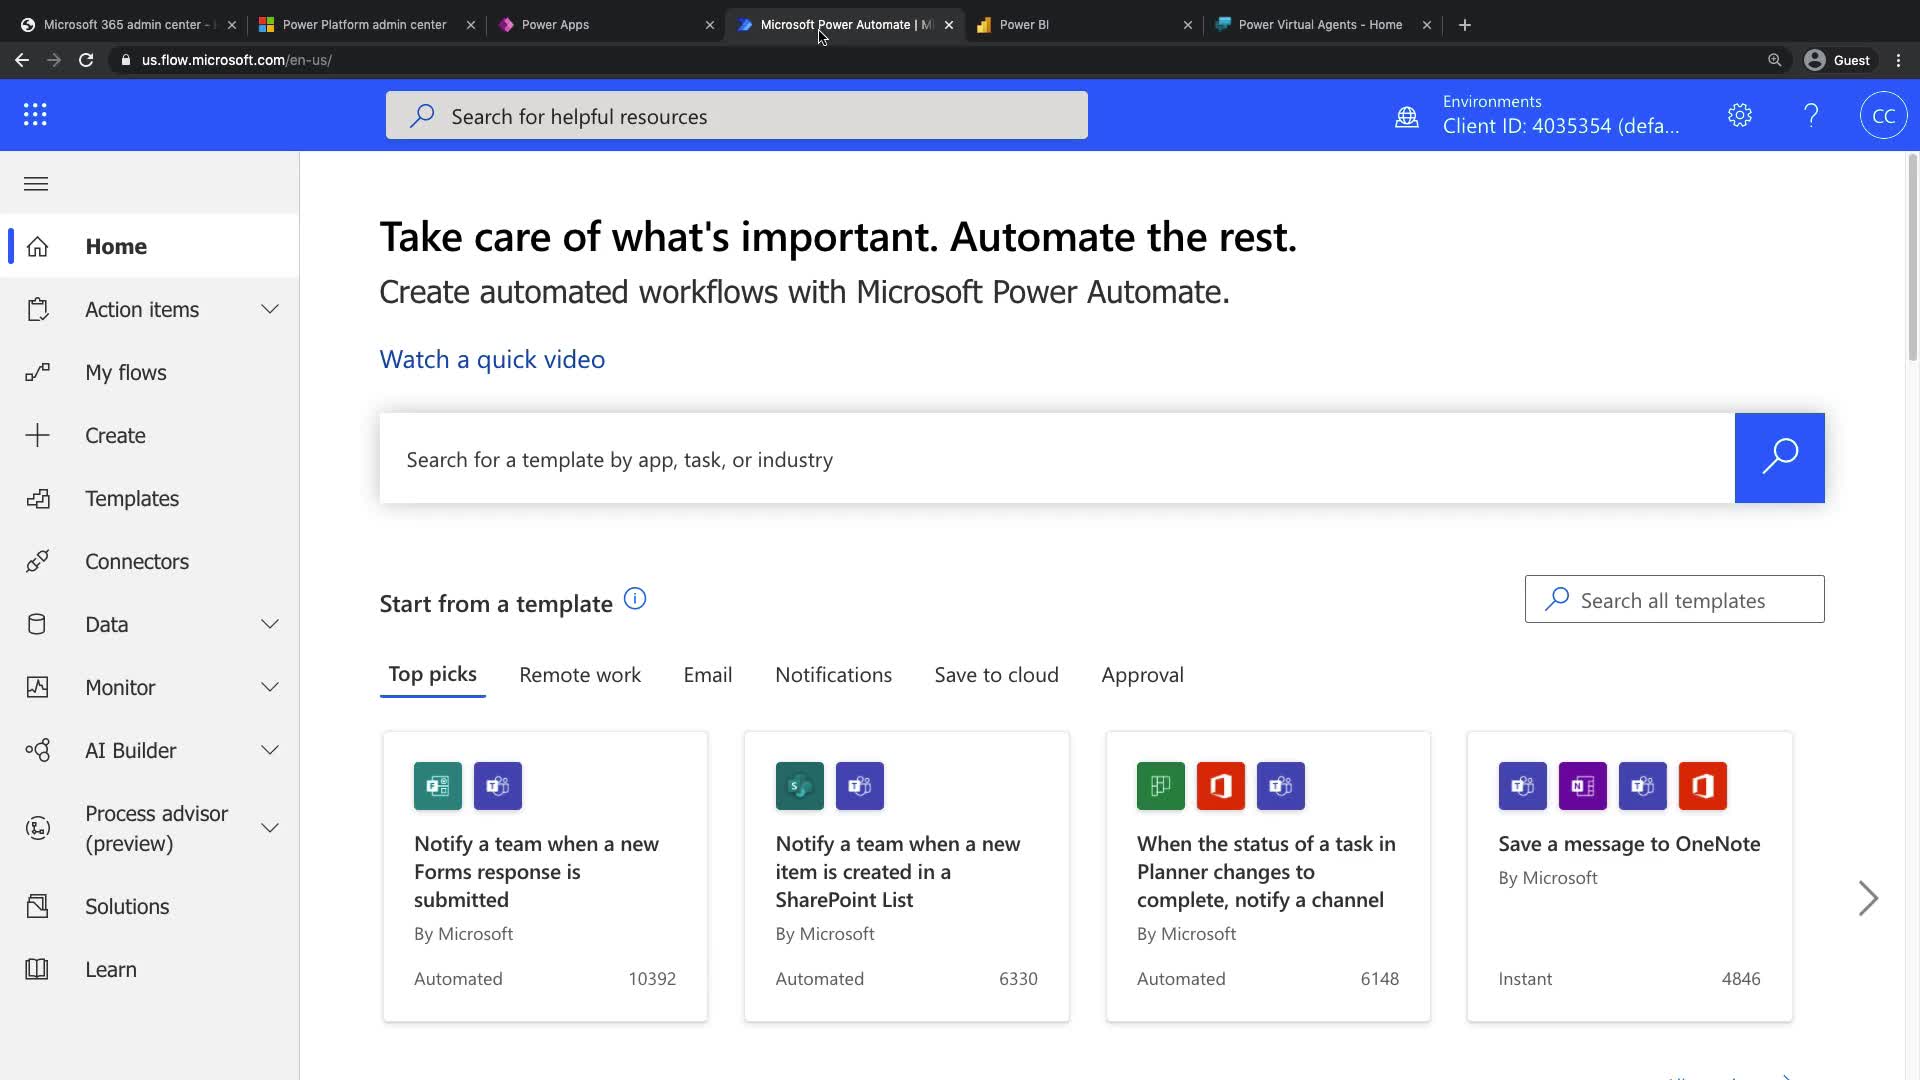 Microsoft 365 admin center -
Power Platform admin center
Power Apps
Microsoft Power Automate | M
Power BI
Power Virtual Agents - Home
us.flow.microsoft.com/en-us/
Guest
Search for helpful resources
Environments
Client ID: 4035354 (defa...
CC
Home
Action items
My flows
Create
Templates
Connectors
Data
Monitor
AI Builder
Process advisor
(preview)
Solutions
Learn
Take care of what's important. Automate the rest.
Create automated workflows with Microsoft Power Automate.
Watch a quick video
Search for a template by app, task, or industry
Start from a template
Search all templates
Top picks
Remote work
Email
Notifications
Save to cloud
Approval
Notify a team when a new
Forms response is
submitted
By Microsoft
Automated 10392
Notify a team when a new
item is created in a
SharePoint List
By Microsoft
Automated 6330
When the status of a task in
Planner changes to
complete, notify a channel
By Microsoft
Automated 6148
Save a message to OneNote
By Microsoft
Instant 4846